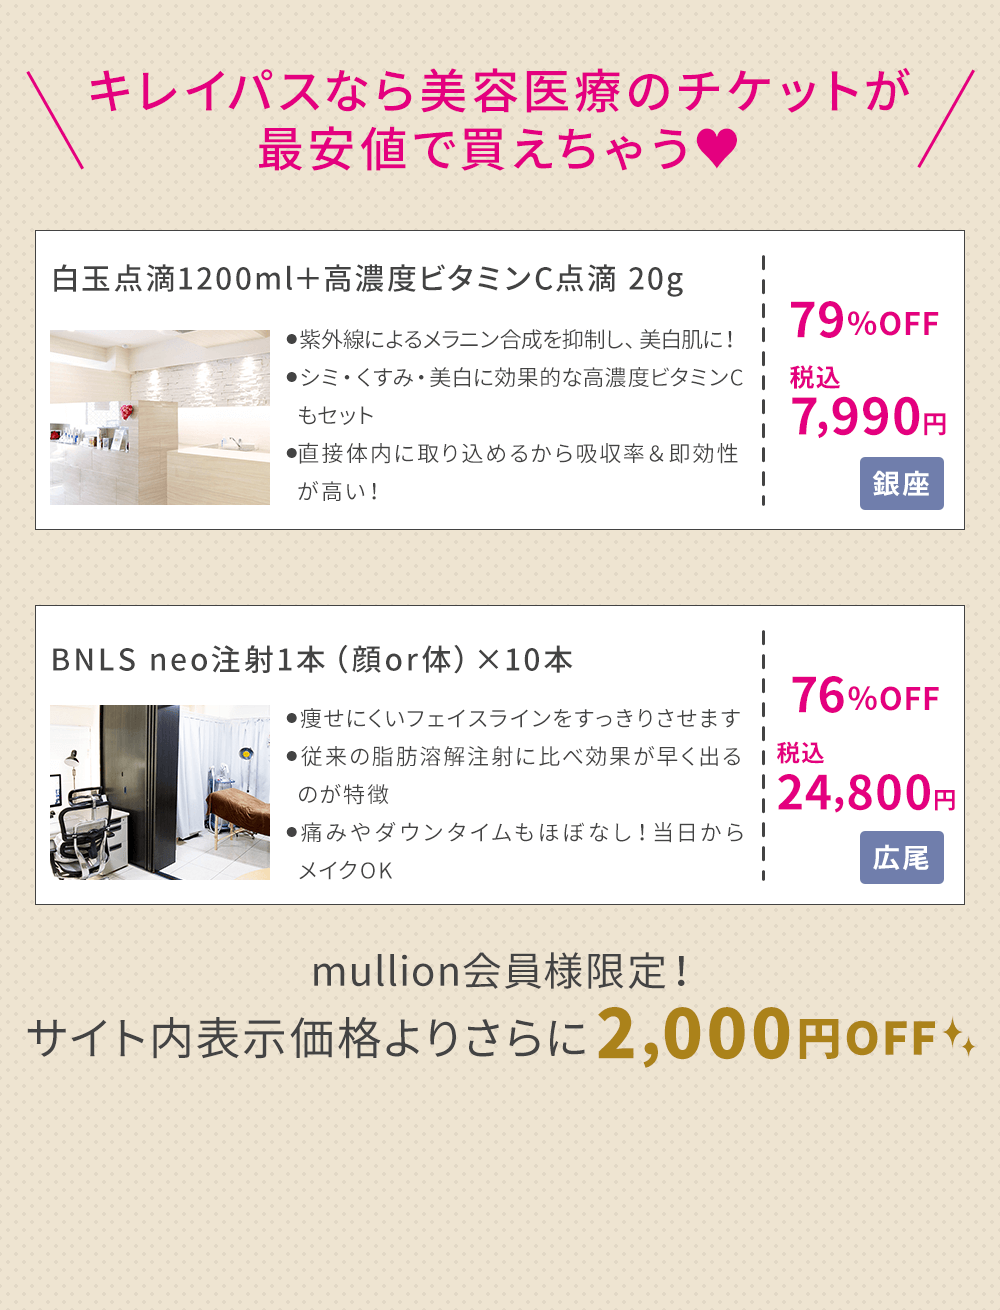 キレイパスなら美容医療のチケットが
最安値で買えちゃう♥
白玉点滴1200ml＋高濃度ビタミンC点滴 20g
●紫外線によるメラニン合成を抑制し、美白肌に！
●シミ・くすみ・美白に効果的な高濃度ビタミンC
もセット
●直接体内に取り込めるから吸収率＆即効性
が高い！
79%OFF
税込
7,990円
銀座
BNLS neo注射1本（顔or体）×10本
●痩せにくいフェイスラインをすっきりさせます
●従来の脂肪溶解注射に比べ効果が早く出る
のが特徴
●痛みやダウンタイムもほぼなし！当日から
メイクOK
76%OFF
税込
24,800円
広尾
mullion会員様限定！
サイト内表示価格よりさらに2,000円OFF